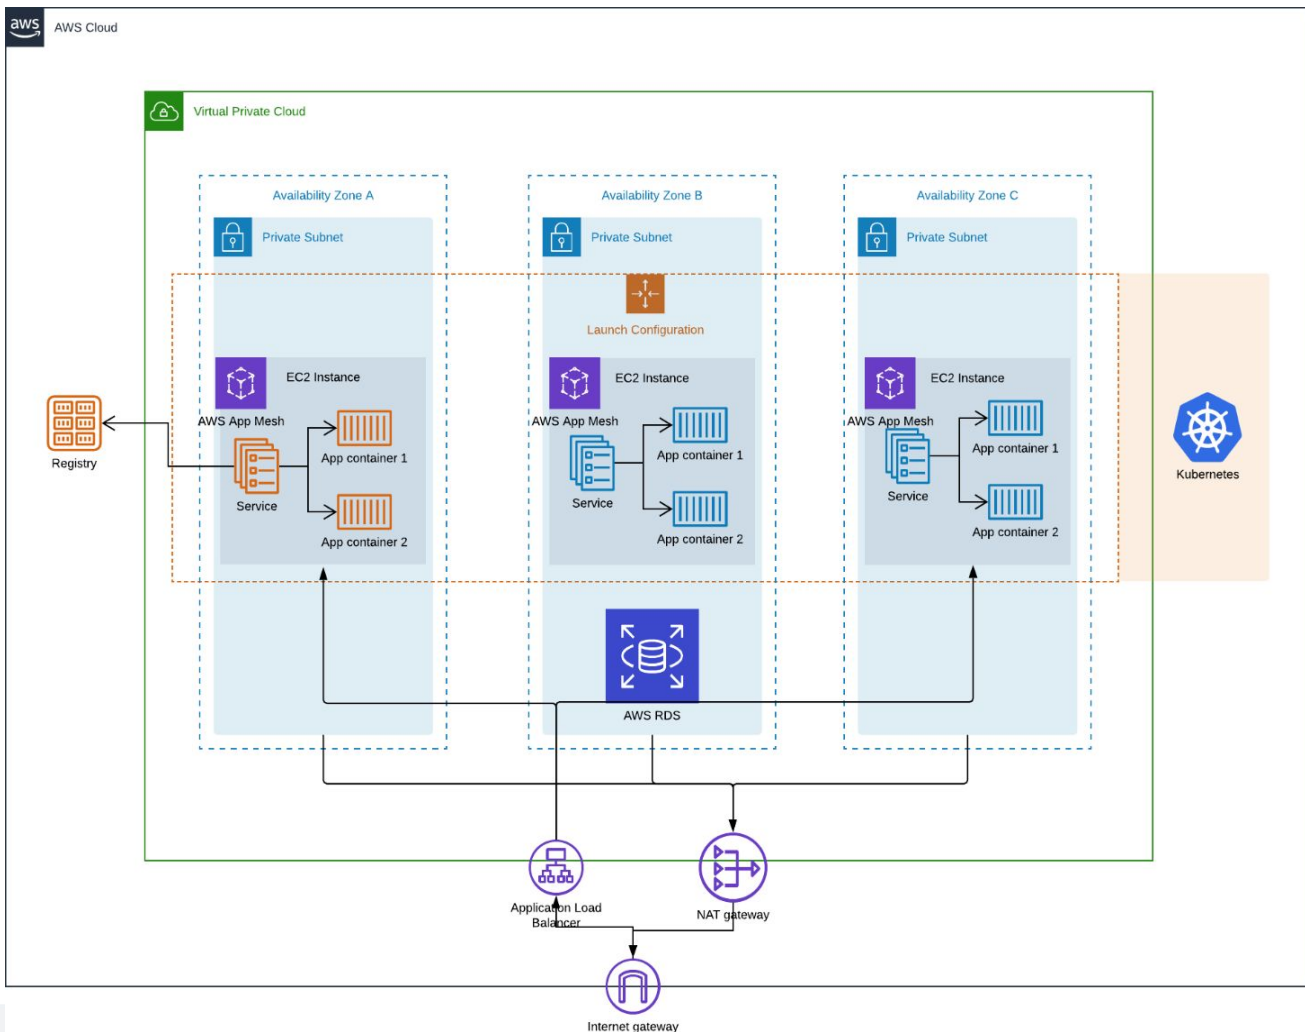 aws
AWS Cloud
Virtual Private Cloud
Availability Zone A
Availability Zone B
Availability Zone C
Private Subnet
Private Subnet
Private Subnet
Launch Configuration
EC2 Instance
EC2 Instance
EC2 Instance
AWS App Mesh
AWS App Mesh
AWS App Mesh
App container 1
App container 1
App container 1
Registry
Kubernetes
Service
Service
Service
App container 2
App container 2
App container 2
AWS RDS
Application Load
Balancer
NAT gateway
Internet gateway